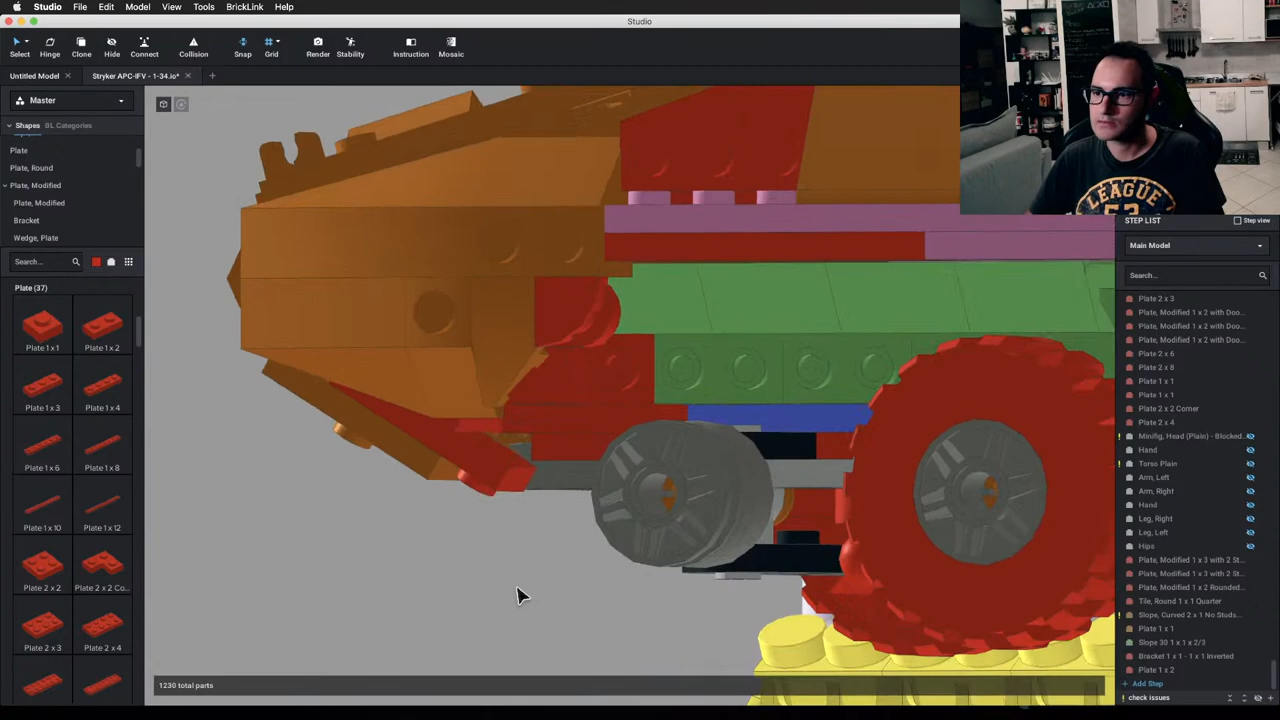 Studio File Edit Model View Tools BrickLink Help
Studio
Select Hinge Clone Hide Connect Collision Snap Grid Render Stability Instruction Mosaic
Untitled Model Stryker APC-IFV - 1-34.io*
Master
Shapes BL Categories
Plate
Plate, Round
Plate, Modified
Plate, Modified
Bracket
Wedge, Plate
Search...
Plate (37)
Plate 1x1 Plate 1 x 2
Plate 1 x 3 Plate 1 x 4
Plate 1 x 6 Plate 1 x 8
Plate 1 x 10 Plate 1 x 12
Plate 2 x 2 Plate 2 x 2 Co...
Plate 2 x 3 Plate 2 x 4
1230 total parts
LEAGUE
STEP LIST Step view
Main Model
Search...
Plate 2 x 3
Plate, Modified 1 x 2 with Doo...
Plate, Modified 1 x 2 with Doo...
Plate, Modified 1 x 2 with Doo...
Plate 2 x 6
Plate 2 x 8
Plate 1 x 1
Plate 1 x 1
Plate 2 x 2 Corner
Plate 2 x 4
Minifig, Head (Plain) - Blocked...
Hand
Torso Plain
Arm, Left
Arm, Right
Hand
Leg, Right
Leg, Left
Hips
Plate, Modified 1 x 3 with 2 St...
Plate, Modified 1 x 3 with 2 St...
Plate, Modified 1 x 2 Rounded...
Tile, Round 1 x 1 Quarter
Slope, Curved 2 x 1 No Studs...
Plate 1 x 1
Slope 30 1 x 1 x 2/3
Bracket 1 x 1 - 1 x 1 Inverted
Plate 1 x 2
+ Add Step
check issues